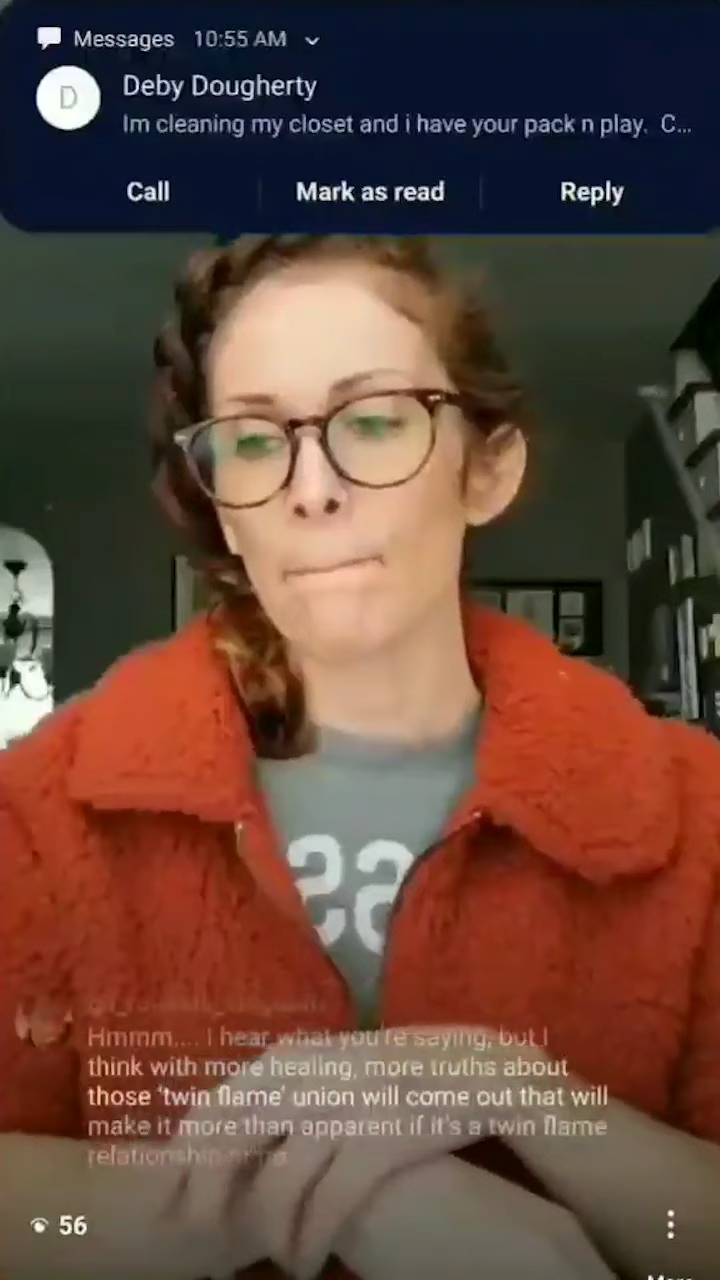 Messages 10:55 AM
Deby Dougherty
Im cleaning my closet and i have your pack n play. C...
Call Mark as read Reply
Hmmm.... I hear what you're saying, but I
think with more healing, more truths about
those 'twin flame' union will come out that will
make it more than apparent if it's a twin flame
relationship
56